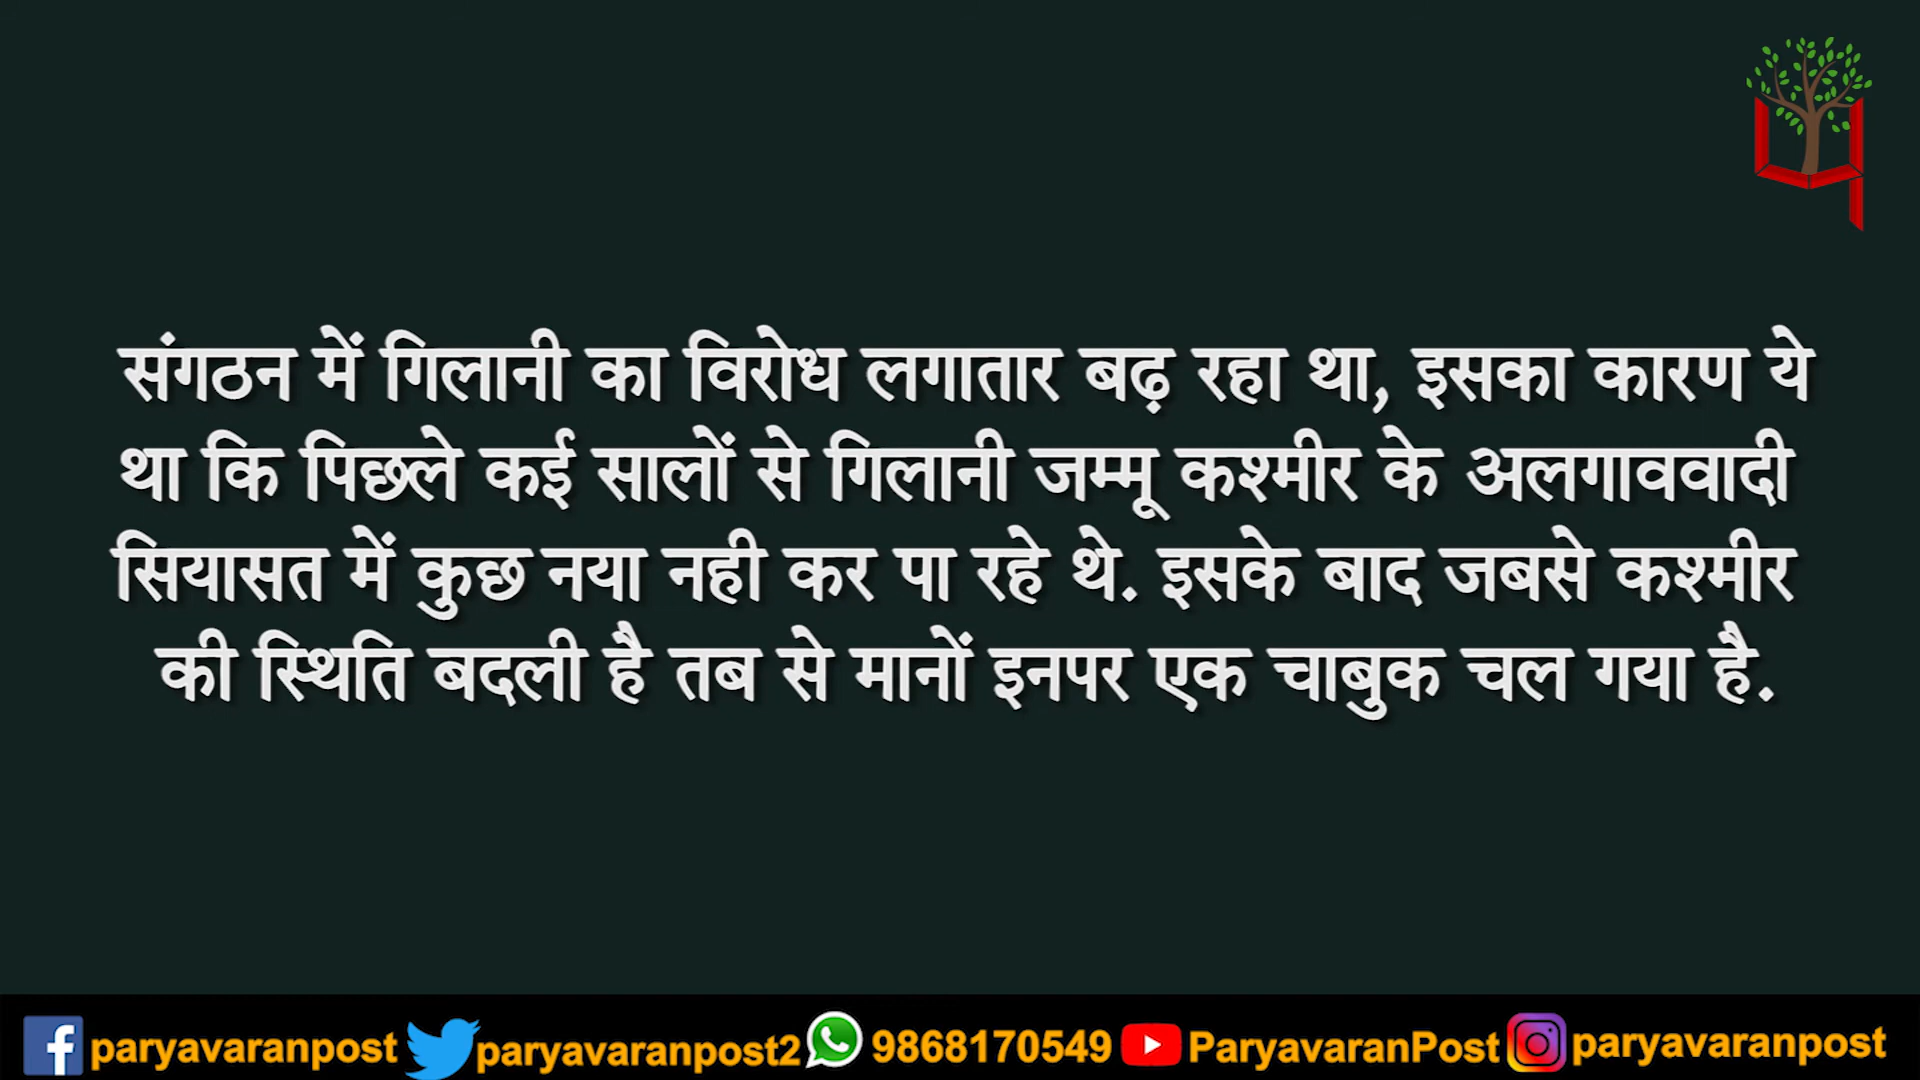 संगठन में गिलानी का विरोध लगातार बढ़ रहा था, इसका कारण ये
था कि पिछले कई सालों से गिलानी जम्मू कश्मीर के अलगाववादी
सियासत में कुछ नया नही कर पा रहे थे. इसके बाद जबसे कश्मीर
की स्थिति बदली है तब से मानों इनपर एक चाबुक चल गया है.
paryavaranpost paryavaranpost2 9868170549 ParyavaranPost paryavaranpost